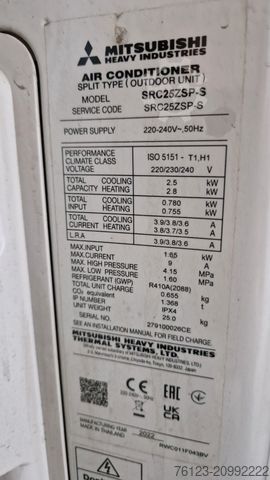 MITSUBISHI
HEAVY INDUSTRIES
AIR CONDITIONER
SPLIT TYPE ( OUTDOOR UNIT )
MODEL SRC25ZSP-S
SERVICE CODE SRC25ZSP-S
POWER SUPPLY 220-240V~,50Hz
PERFORMANCE
CLIMATE CLASS ISO 5151 - T1,H1
VOLTAGE 220/230/240 V
TOTAL COOLING 2.5 kW
CAPACITY HEATING 2.8 kW
TOTAL COOLING 0.780 kW
INPUT HEATING 0.755 kW
TOTAL COOLING 3.9/3.8/3.6 A
CURRENT HEATING 3.8/3.7/3.5 A
L.R.A 3.9/3.8/3.6 A
MAX.INPUT 1.65 kW
MAX.CURRENT 9 A
MAX. HIGH PRESSURE 4.15 MPa
MAX. LOW PRESSURE 1.60 MPa
REFRIGERANT (GWP) R410A(2088)
TOTAL UNIT CHARGE 0.655 kg
1.368 t
IP NUMBER IPX4
UNIT WEIGHT 25.0 kg
279100026CE
SEE AN INSTALLATION MANUAL FOR FIELD CHARGE
MITSUBISHI HEAVY INDUSTRIES
THERMAL SYSTEMS, LTD.
CE EAC
UK CA
MANUFACTURING YEAR 2022
MADE IN THAILAND
RWC011F043BV